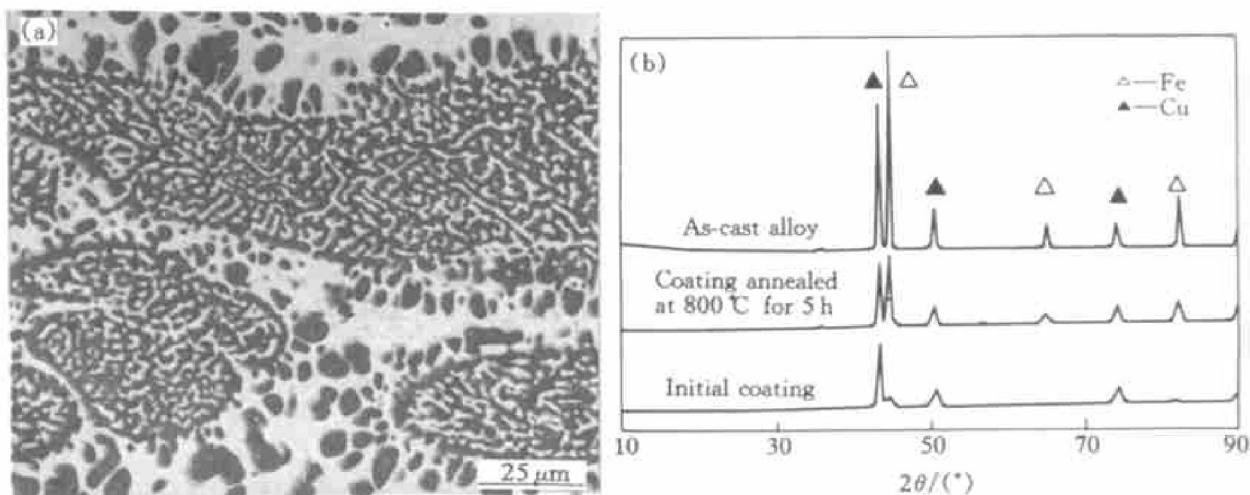 (a)
25 μm
(b)
△—Fe
▲—Cu
As-cast alloy
Coating annealed
at 800℃ for 5 h
Initial coating
10 30 50 70 90
2θ/(°)